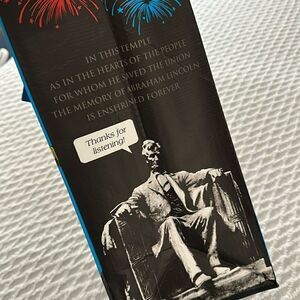 IN THIS TEMPLE
AS IN THE HEARTS OF THE PEOPLE
FOR WHOM HE SAVED THE UNION
THE MEMORY OF ABRAHAM LINCOLN
IS ENSHRINED FOREVER
Thanks for
listening!